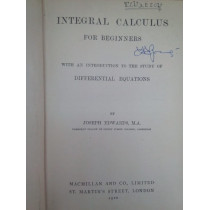 INTEGRAL CALCULUS
FOR BEGINNERS
WITH AN INTRODUCTION TO THE STUDY OF
DIFFERENTIAL EQUATIONS
BY
JOSEPH EDWARDS, M.A.
MACMILLAN AND CO., LIMITED
ST. MARTIN'S STREET, LONDON